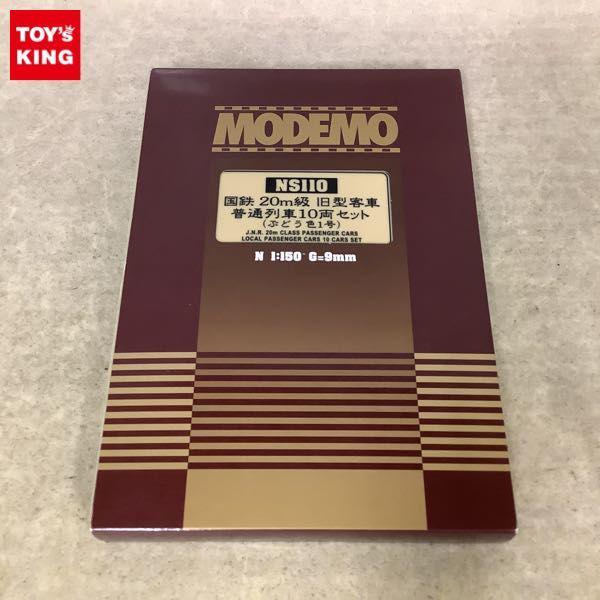 TOY's
KING
MODEMO
NS110
国鉄 20m級 旧型客車
普通列車10両セット
(ぶどう色1号)
J.N.R. 20m CLASS PASSENGER CARS
LOCAL PASSENGER CARS 10 CARS SET
N 1:150 G=9mm